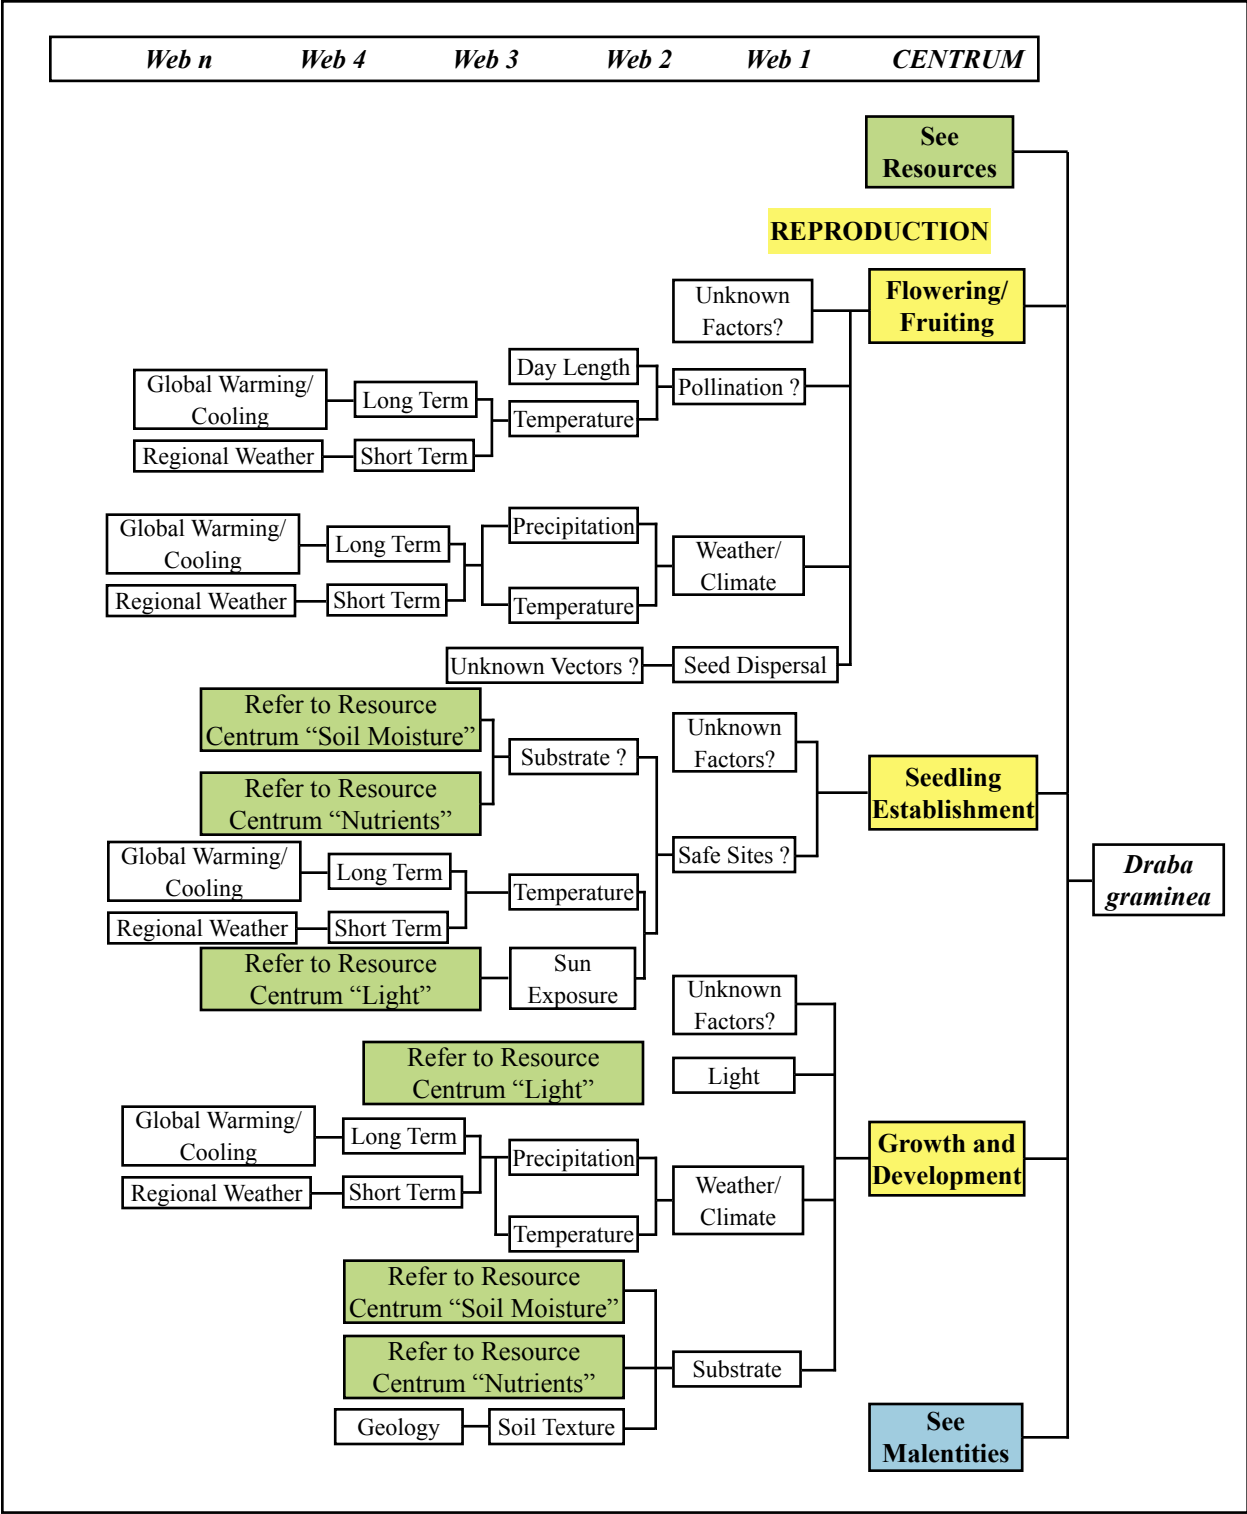 Web n Web 4 Web 3 Web 2 Web 1 CENTRUM
See
Resources
REPRODUCTION
Flowering/
Fruiting
Unknown
Factors?
Day Length
Pollination ?
Temperature
Global Warming/
Cooling
Long Term
Regional Weather
Short Term
Precipitation
Weather/
Climate
Global Warming/
Cooling
Long Term
Regional Weather
Short Term
Temperature
Unknown Vectors ?
Seed Dispersal
Refer to Resource
Centrum “Soil Moisture”
Substrate ?
Unknown
Factors?
Seedling
Establishment
Refer to Resource
Centrum “Nutrients”
Safe Sites ?
Global Warming/
Cooling
Long Term
Temperature
Regional Weather
Short Term
Draba
graminea
Refer to Resource
Centrum “Light”
Sun
Exposure
Unknown
Factors?
Refer to Resource
Centrum “Light”
Light
Global Warming/
Cooling
Long Term
Precipitation
Growth and
Development
Regional Weather
Short Term
Weather/
Climate
Temperature
Refer to Resource
Centrum “Soil Moisture”
Refer to Resource
Centrum “Nutrients”
Substrate
Geology
Soil Texture
See
Malentities